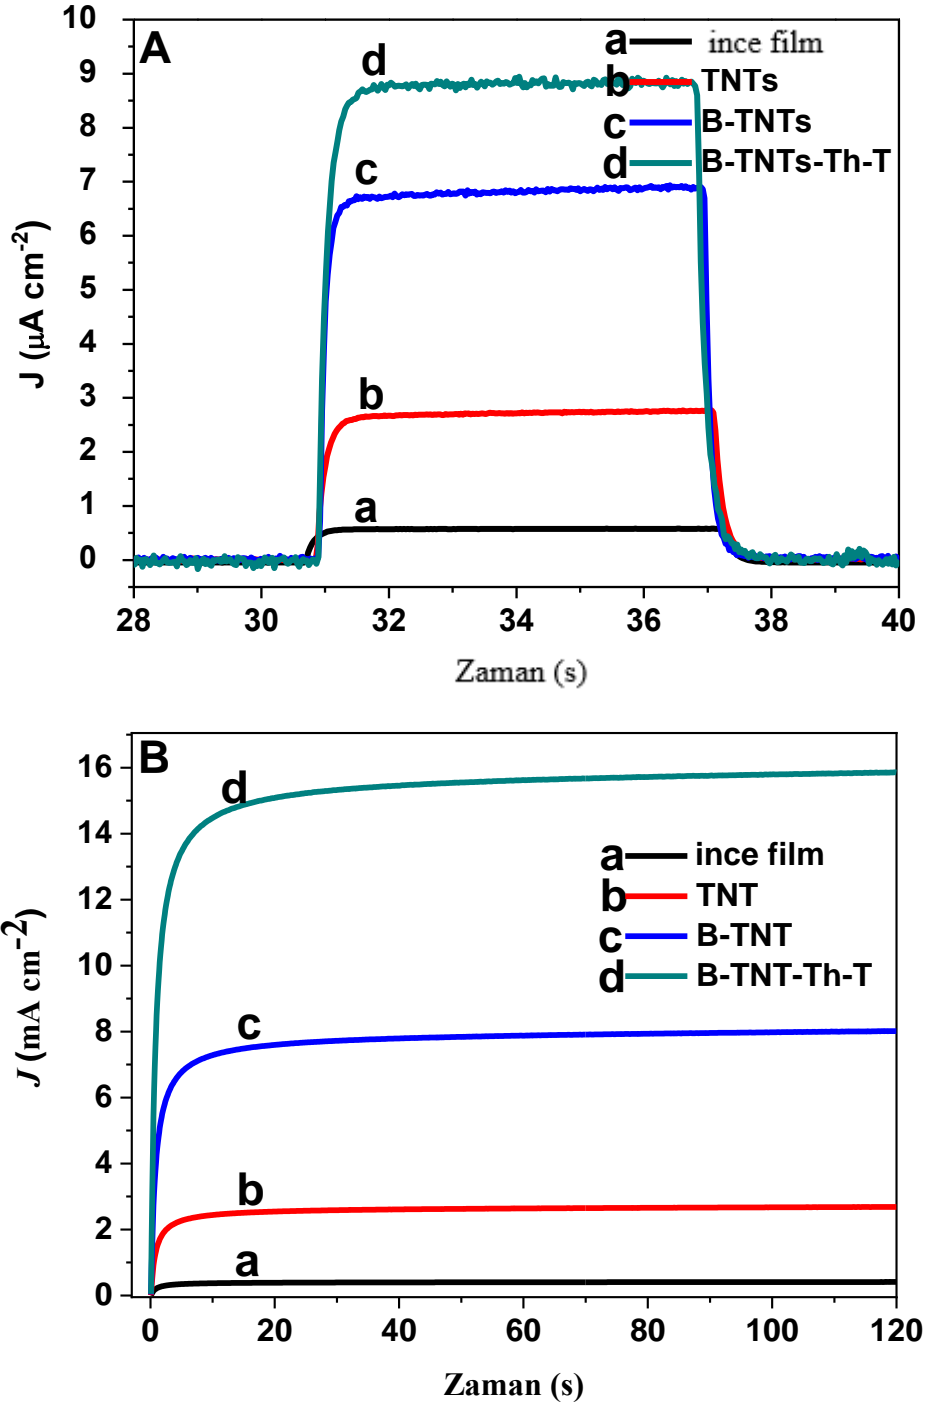 A
10
9
8
7
6
5
4
3
2
1
0
J (µA cm-2)
a ince film
b TNTs
c B-TNTs
d B-TNTs-Th-T
d
c
b
a
28 30 32 34 36 38 40
Zaman (s)
B
16
14
12
10
8
6
4
2
0
J (mA cm-2)
a ince film
b TNT
c B-TNT
d B-TNT-Th-T
d
c
b
a
0 20 40 60 80 100 120
Zaman (s)